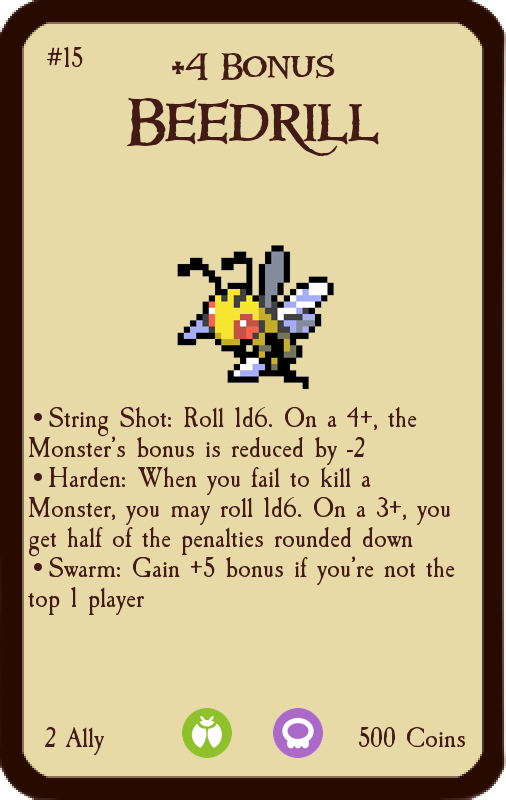 #15
+4 Bonus
Beedrill
•String Shot: Roll 1d6. On a 4+, the
Monster's bonus is reduced by -2
•Harden: When you fail to kill a
Monster, you may roll 1d6. On a 3+, you
get half of the penalties rounded down
•Swarm: Gain +5 bonus if you're not the
top 1 player
2 Ally
500 Coins